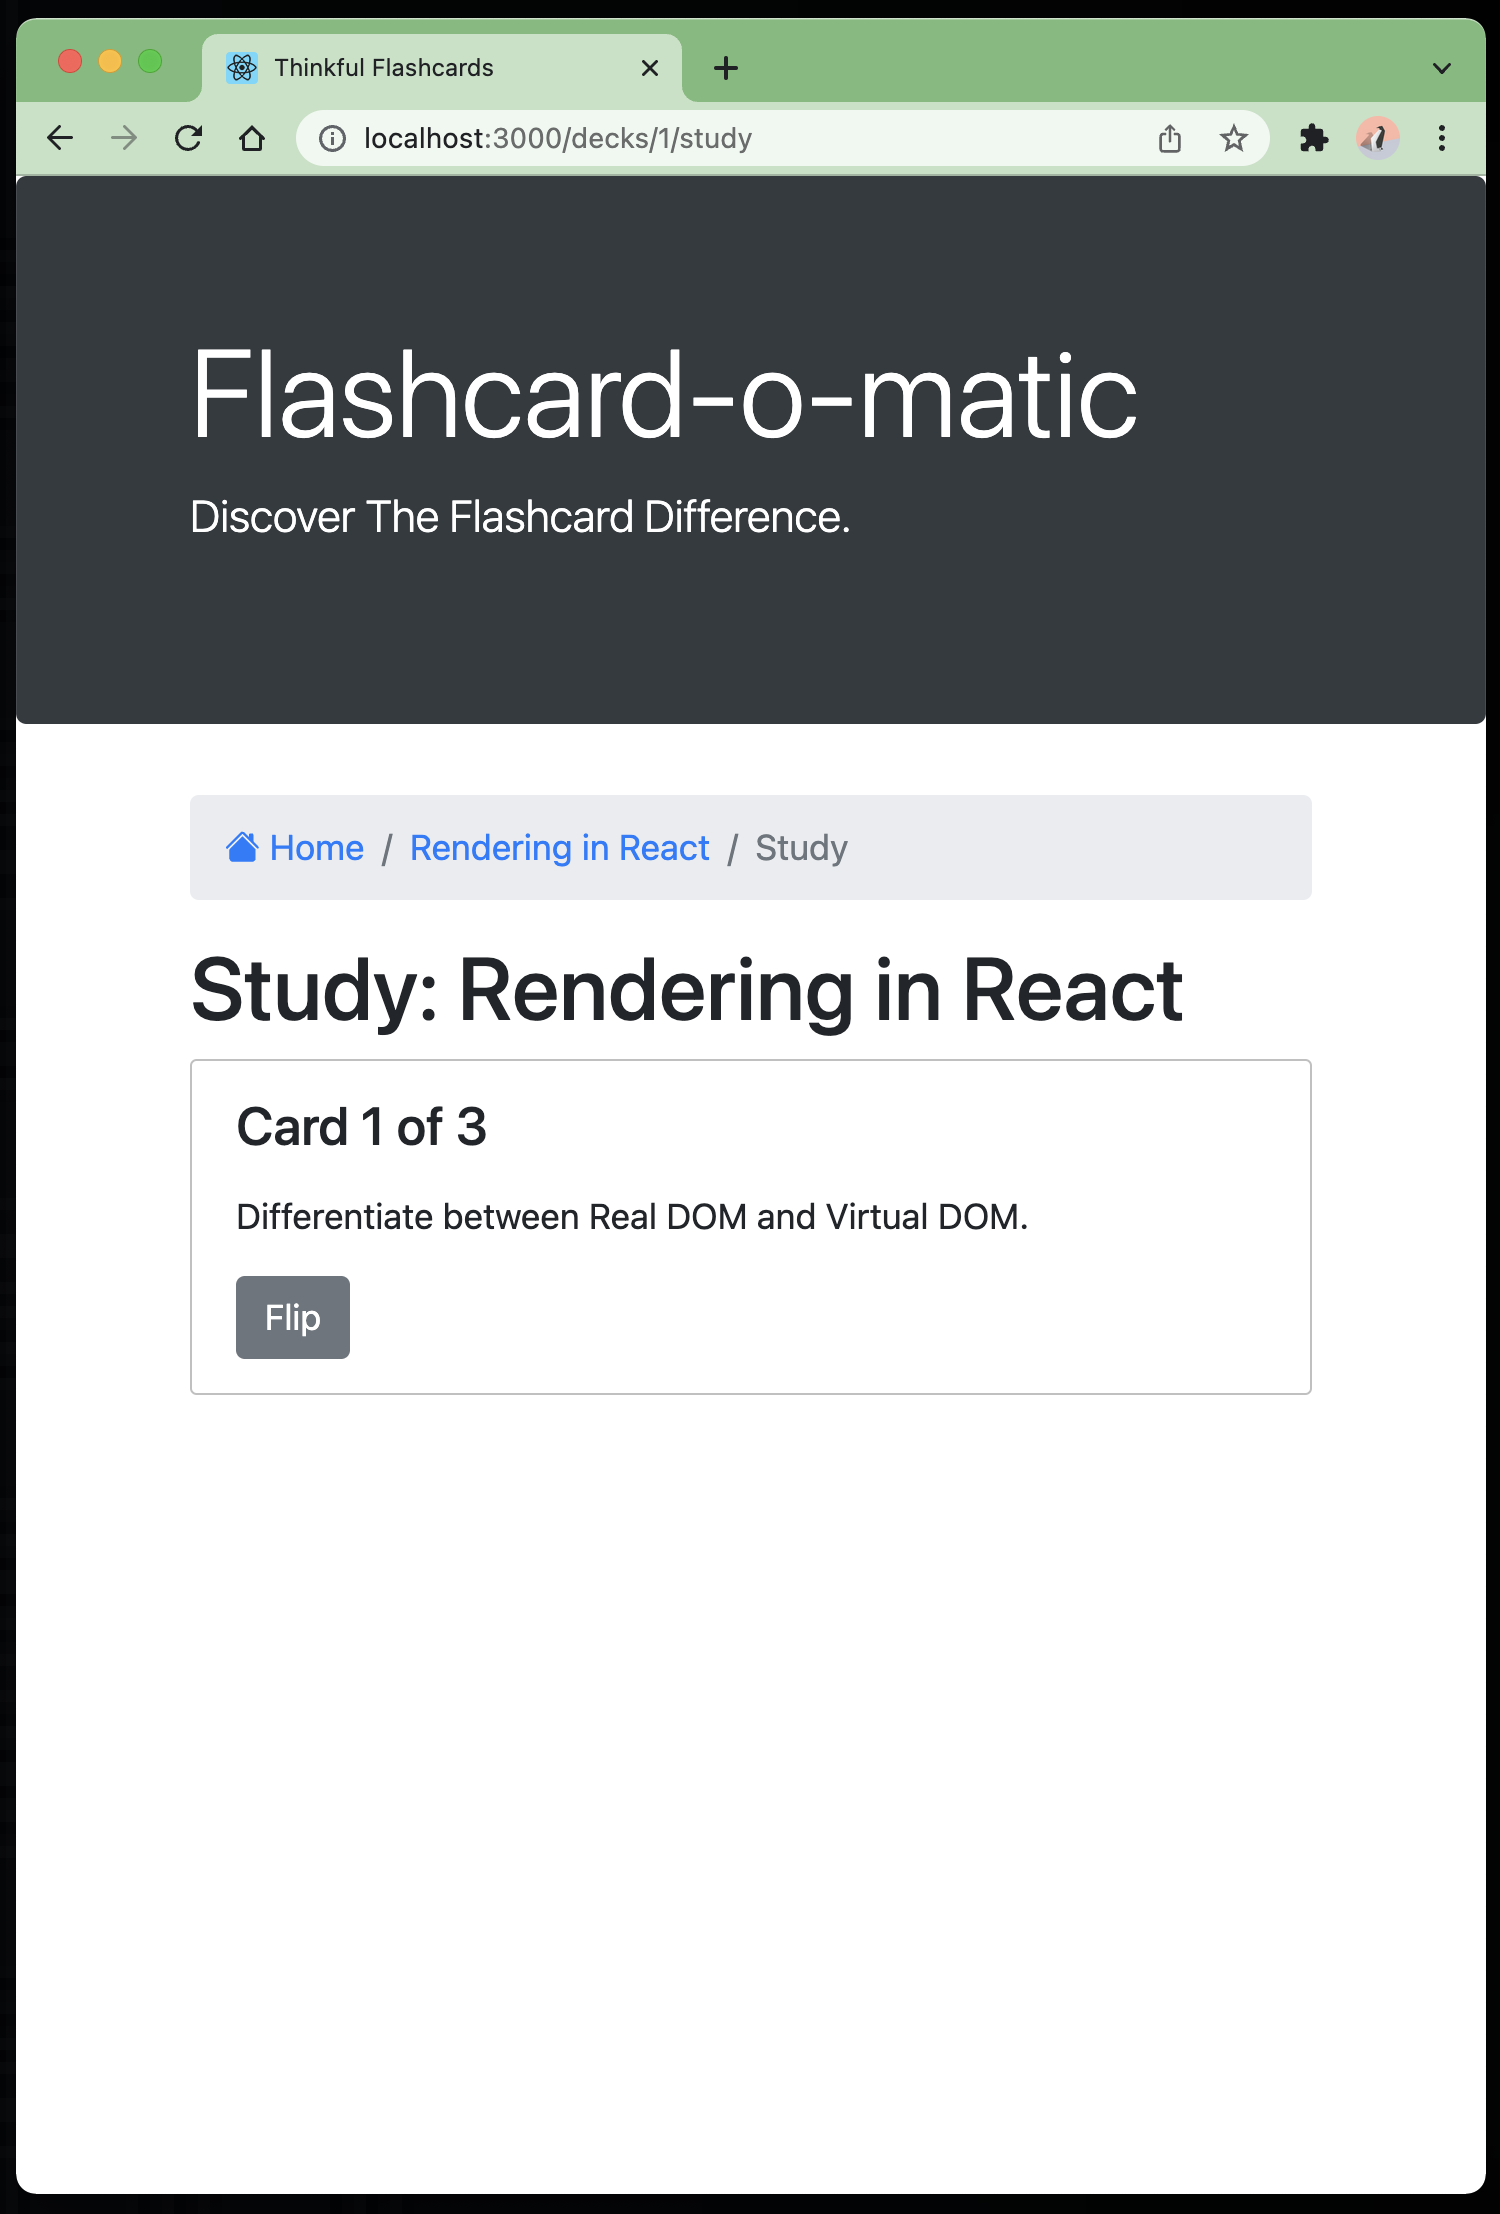 Thinkful Flashcards
localhost:3000/decks/1/study
Flashcard-o-matic
Discover The Flashcard Difference.
Home / Rendering in React / Study
Study: Rendering in React
Card 1 of 3
Differentiate between Real DOM and Virtual DOM.
Flip